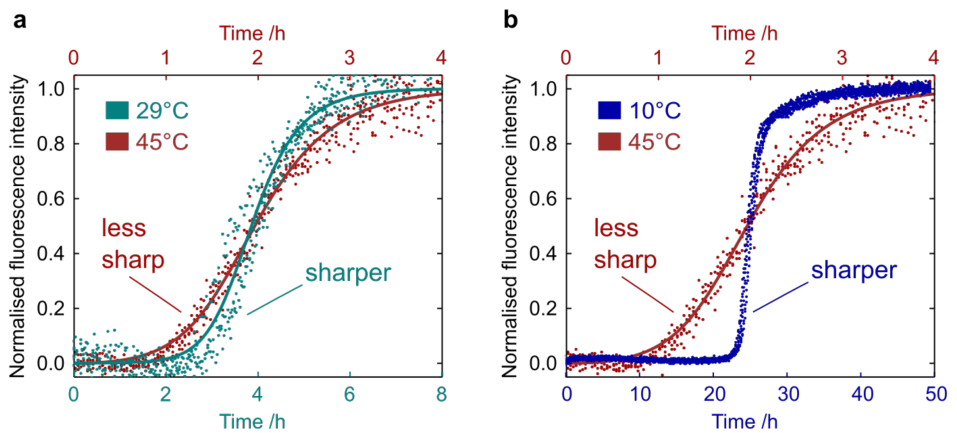 a
Time /h
0 1 2 3 4
Normalised fluorescence intensity
1.0
0.8
0.6
0.4
0.2
0.0
29°C
45°C
less
sharp
sharper
0 2 4 6 8
Time /h
b
Time /h
0 1 2 3 4
Normalised fluorescence intensity
1.0
0.8
0.6
0.4
0.2
0.0
10°C
45°C
less
sharp
sharper
0 10 20 30 40 50
Time /h